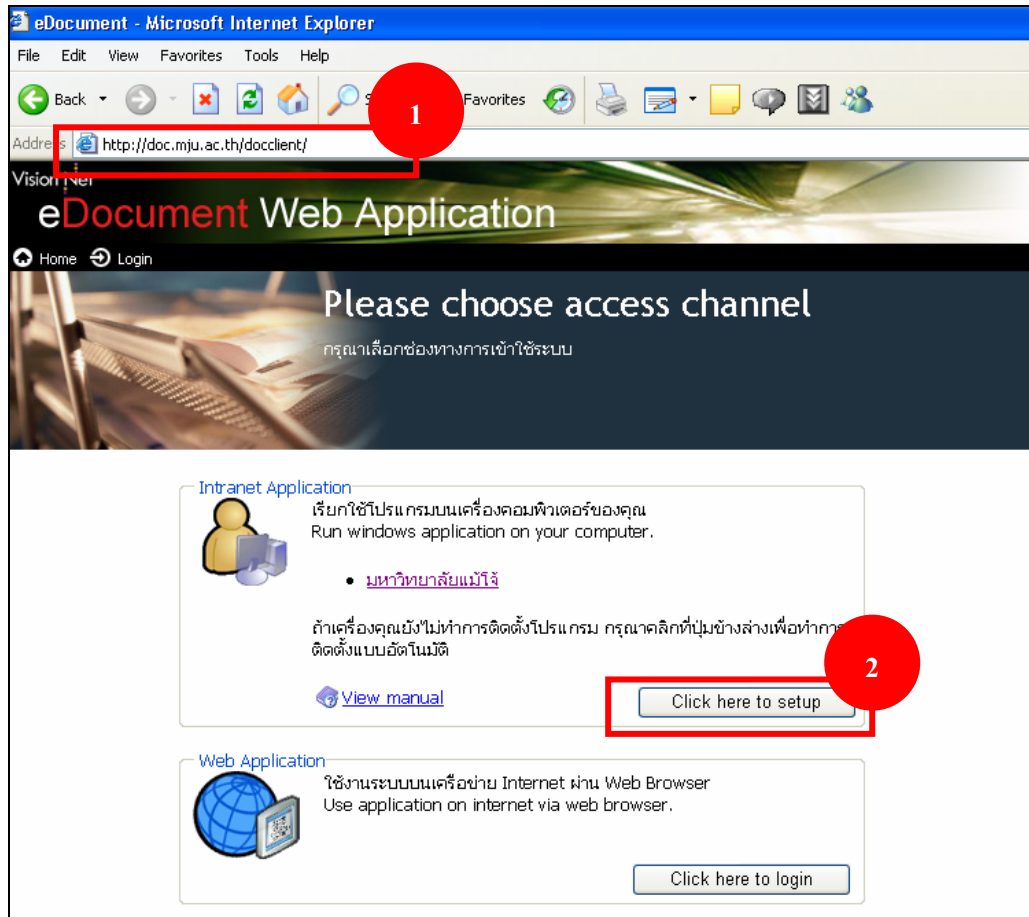 eDocument - Microsoft Internet Explorer
File Edit View Favorites Tools Help
Back Favorites
1
Address http://doc.mju.ac.th/docclient/
Vision Net
eDocument Web Application
Home Login
Please choose access channel
กรุณาเลือกช่องทางการเข้าใช้ระบบ
Intranet Application
เรียกใช้โปรแกรมบนเครื่องคอมพิวเตอร์ของคุณ
Run windows application on your computer.
มหาวิทยาลัยแม้โจ้
ถ้าเครื่องคุณยังไม่ทำการติดตั้งโปรแกรม กรุณาคลิกที่ปุ่มข้างล่างเพื่อทำการ
ติดตั้งแบบอัตโนมัติ
2
View manual Click here to setup
Web Application
ใช้งานระบบบนเครือข่าย Internet ผ่าน Web Browser
Use application on internet via web browser.
Click here to login